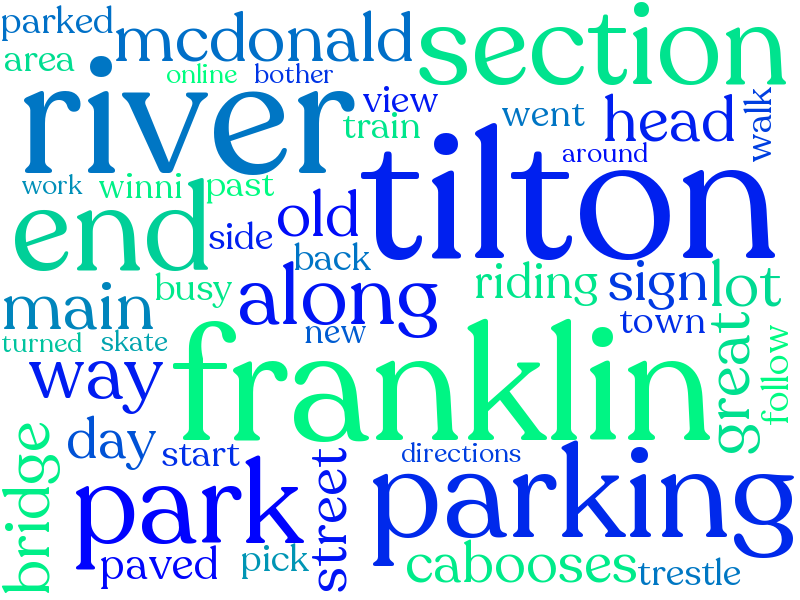 parked
mcdonald
section
area
online
bother
river
view
train
went
head
walk
around
tilton
work
winni
past
end
side
old
back
riding
sign
lot
main
busy
along
new
town
turned
skate
way
franklin
great
follow
day
start
directions
bridge
park
street
parking
paved
pick
cabooses
trestle